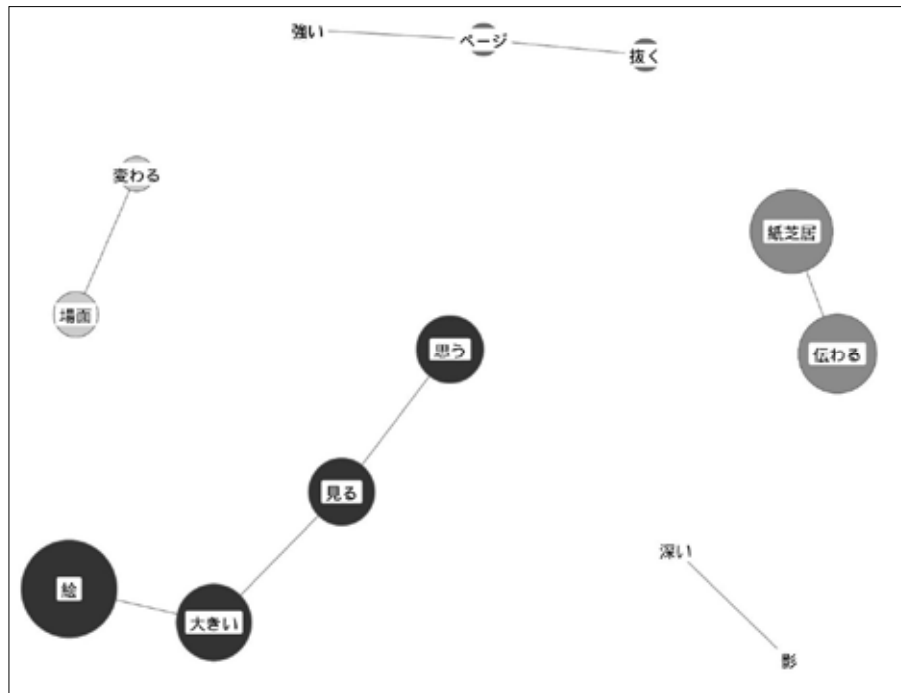 強い
ページ
抜く
変わる
紙芝居
場面
思う
伝わる
見る
深い
絵
大きい
影